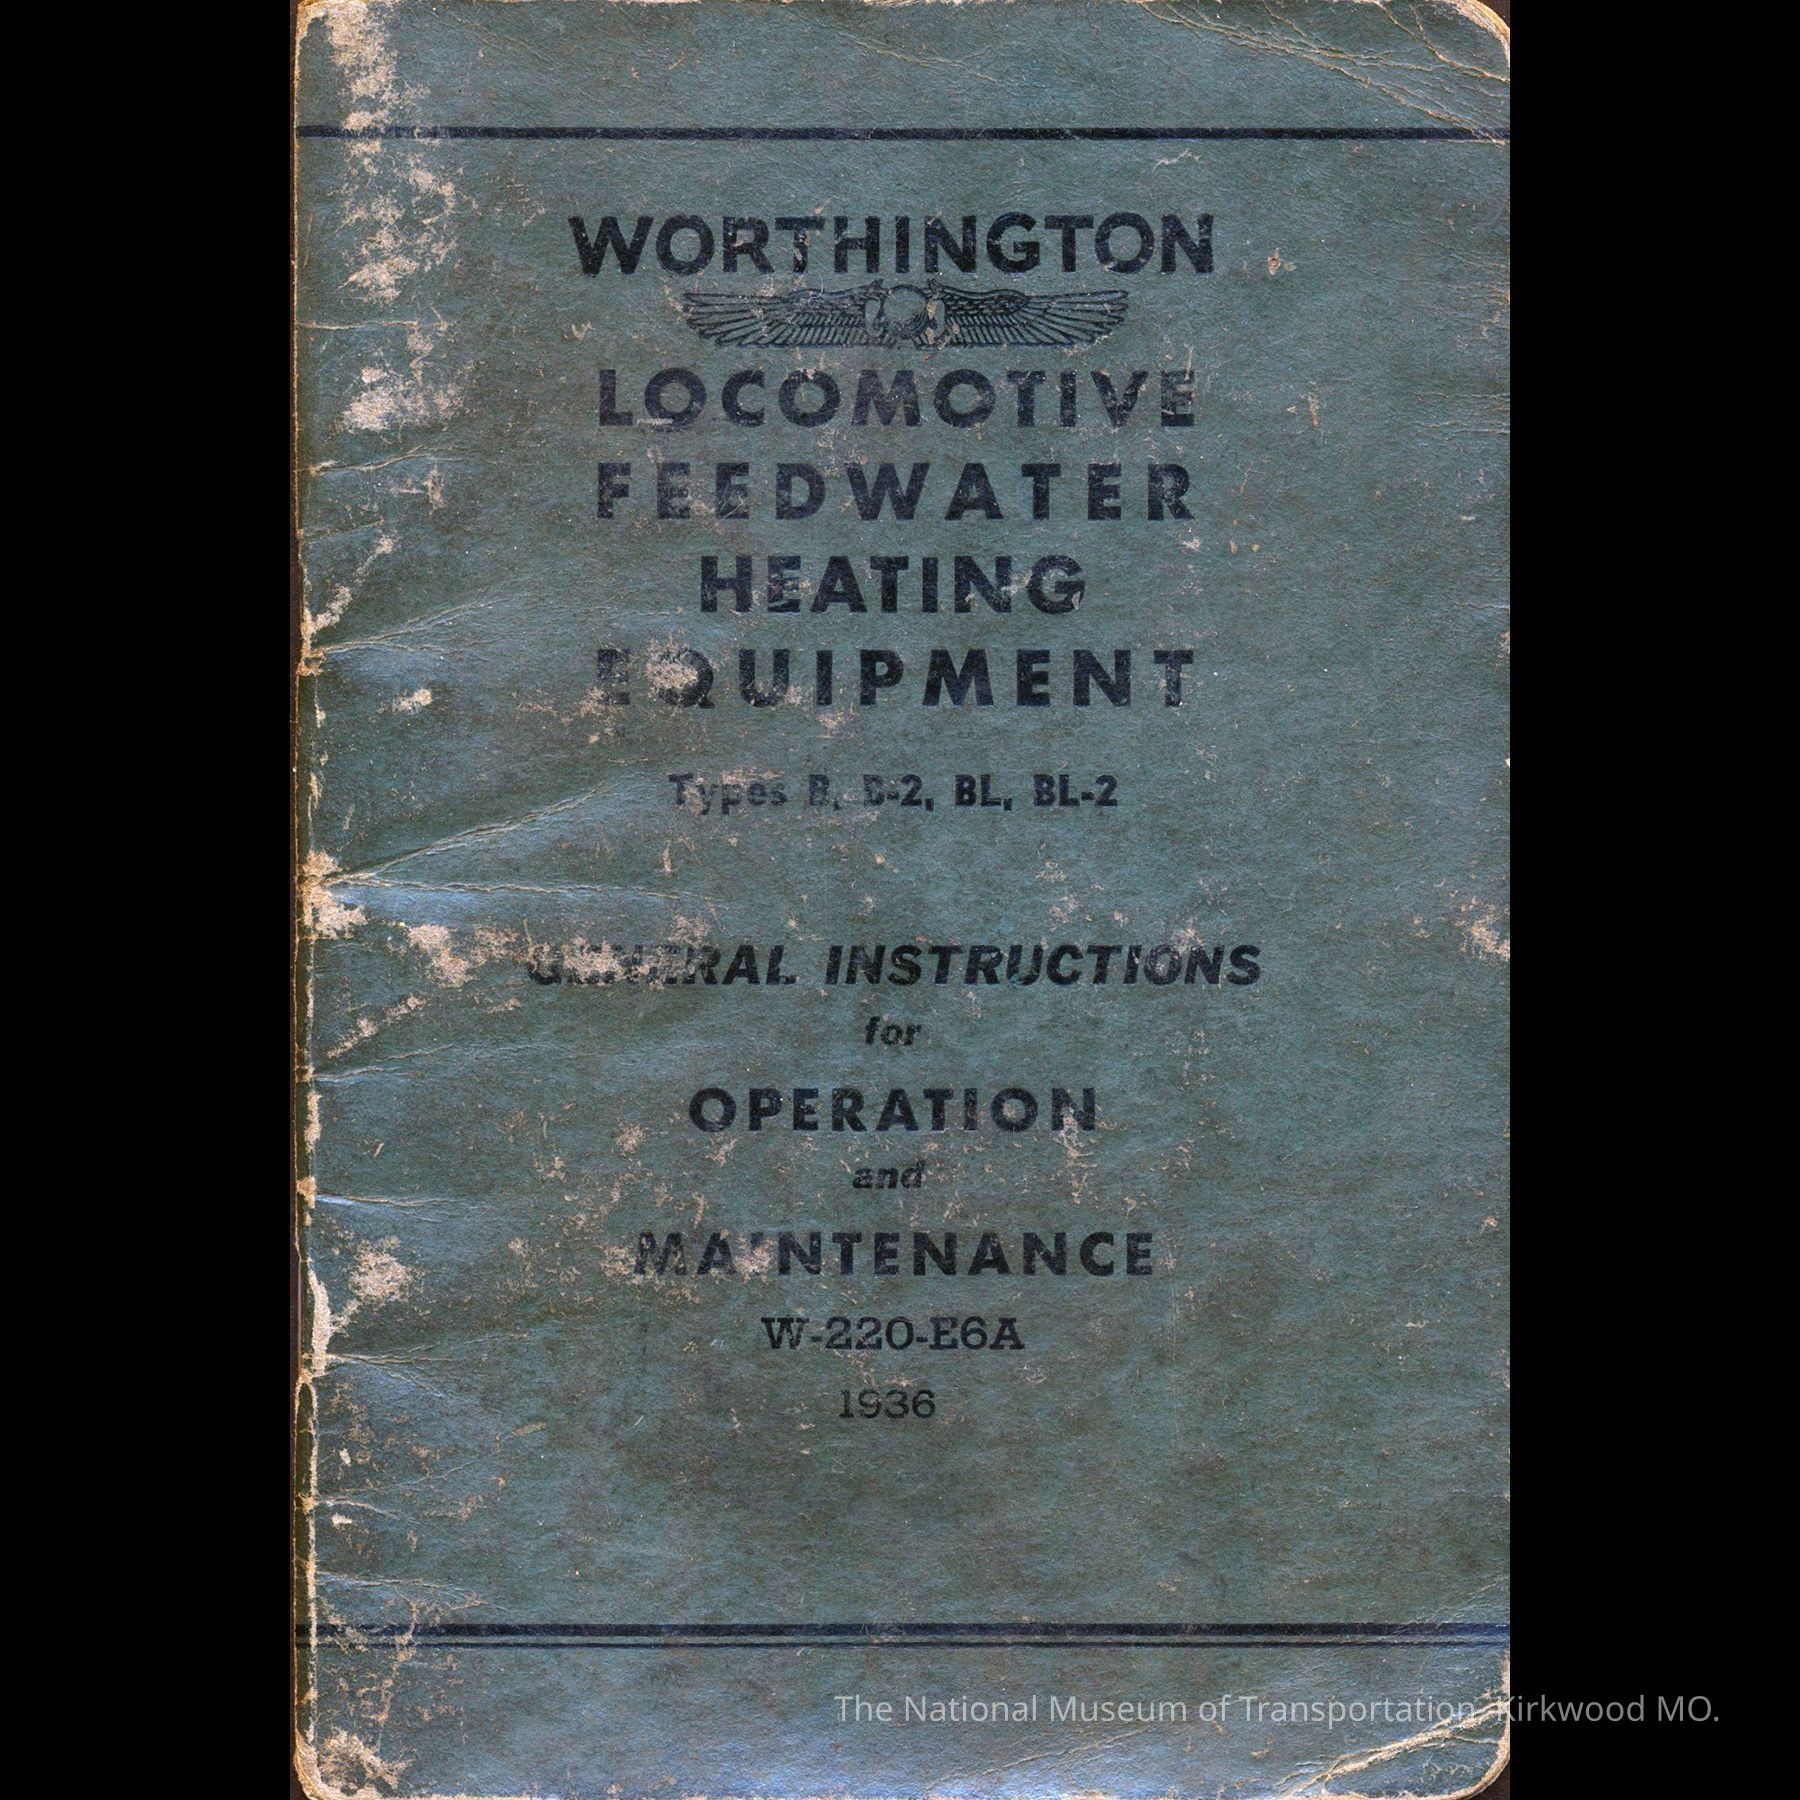 WORTHINGTON
LOCOMOTIVE
FEEDWATER
HEATING
EQUIPMENT
Types B, B-2, BL, BL-2
GENERAL INSTRUCTIONS
for
OPERATION
and
MAINTENANCE
W-220-E6A
1936
The National Museum of Transportation, Kirkwood MO.